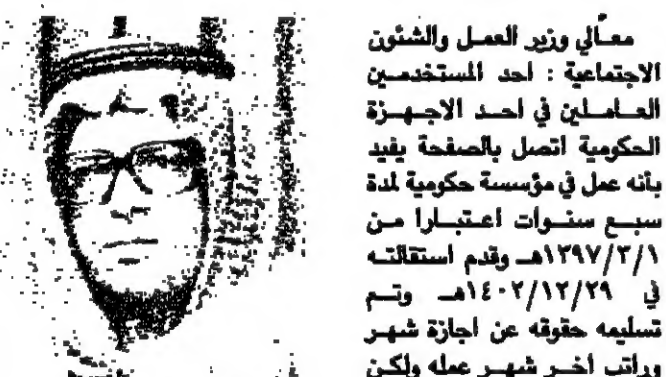 معالي وزير العمل والشئون
الاجتماعية : احد المستخدمين
العاملين في احد الاجهزة
الحكومية اتصل بالصفحة يفيد
بأنه عمل في مؤسسة حكومية لمدة
سبع سنوات اعتبارا من
١٣٩٧/٣/١هـ وقدم استقالته
في ١٤٠٢/١٢/٢٩هـ وتم
تسليمه حقوقه عن اجازة شهر
وراتب اخر شهر عمله ولكن